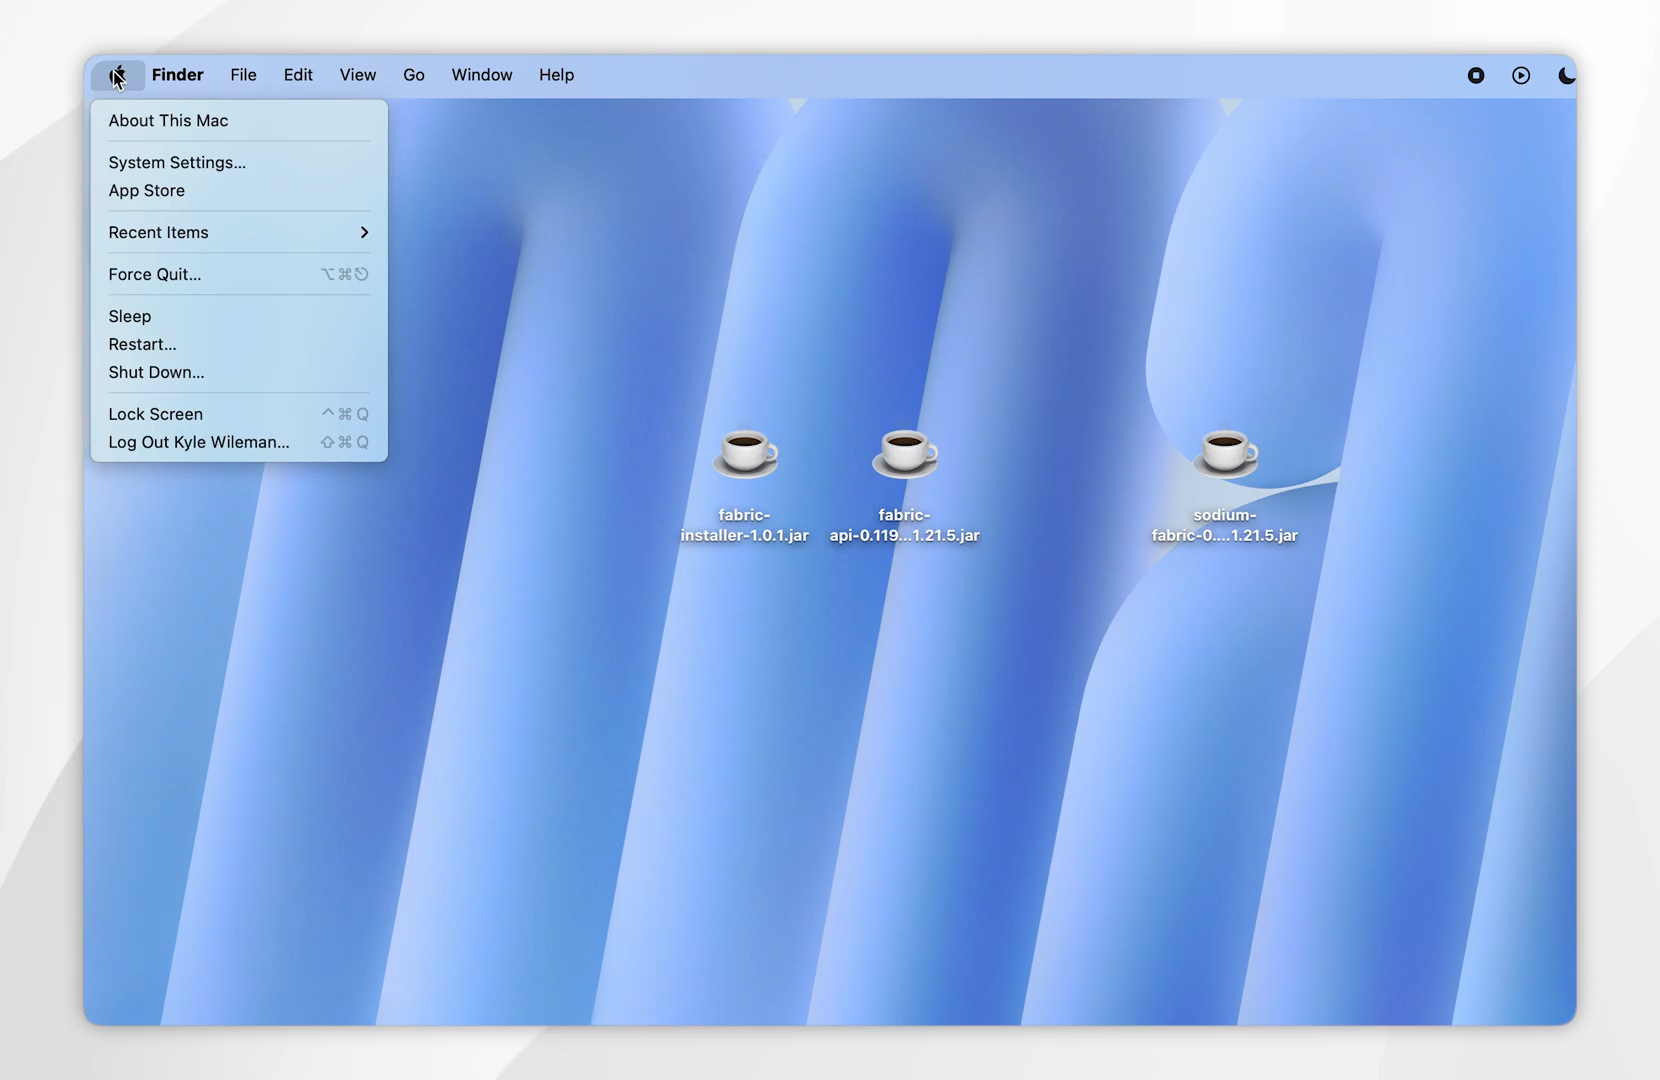 Finder File Edit View Go Window Help
About This Mac
System Settings...
App Store
Recent Items
Force Quit... ⌥⌘⎋
Sleep
Restart...
Shut Down...
Lock Screen ^⌘Q
Log Out Kyle Wileman... ⇧⌘Q
fabric-
installer-1.0.1.jar
fabric-
api-0.119...1.21.5.jar
sodium-
fabric-0....1.21.5.jar